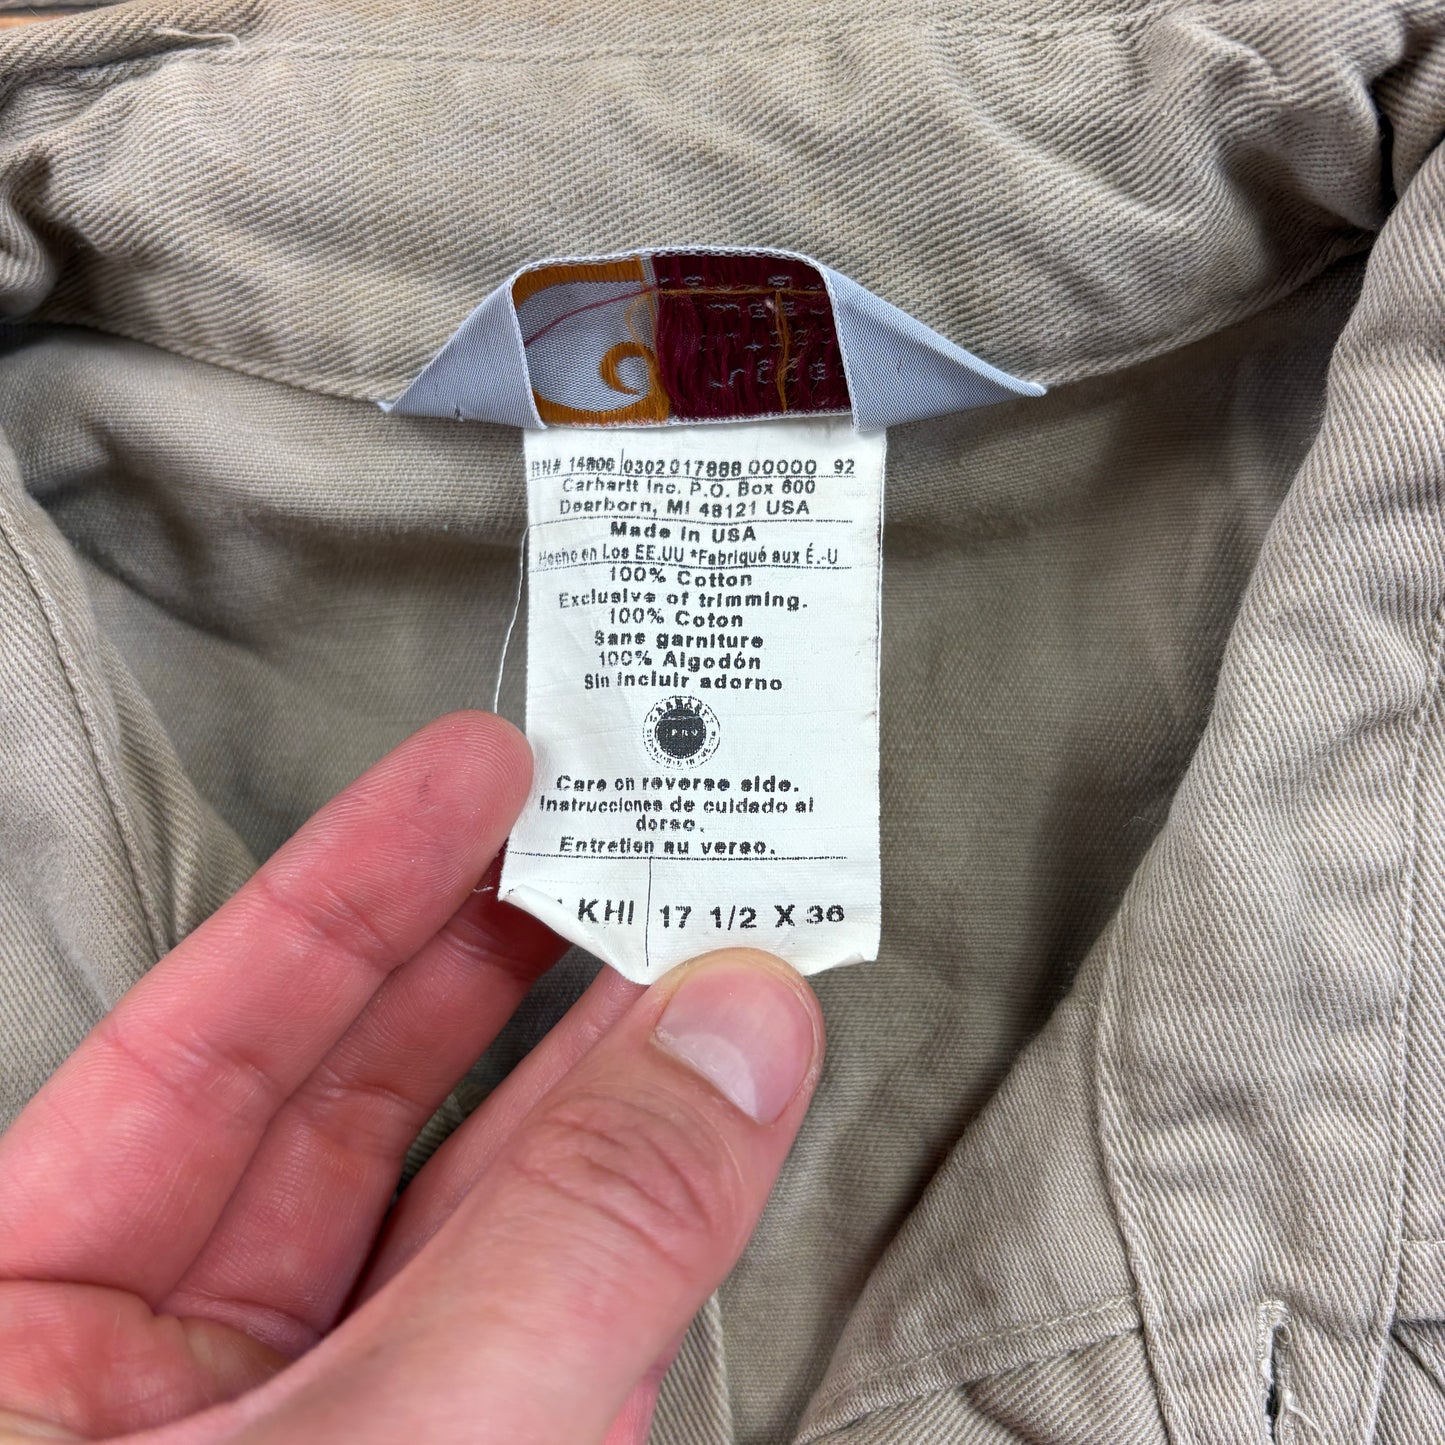 RN# 14806 0302 017888 00000 92
Carhartt Inc. P.O. Box 600
Dearborn, MI 48121 USA
Made in USA
Hecho en Los EE.UU *Fabriqué aux É.-U
100% Cotton
Exclusive of trimming.
100% Coton
Sans garniture
100% Algodón
Sin incluir adorno
CARHARTT
Care on reverse side.
Instrucciones de cuidado al
dorso.
Entretien au verso.
KHI 17 1/2 X 36